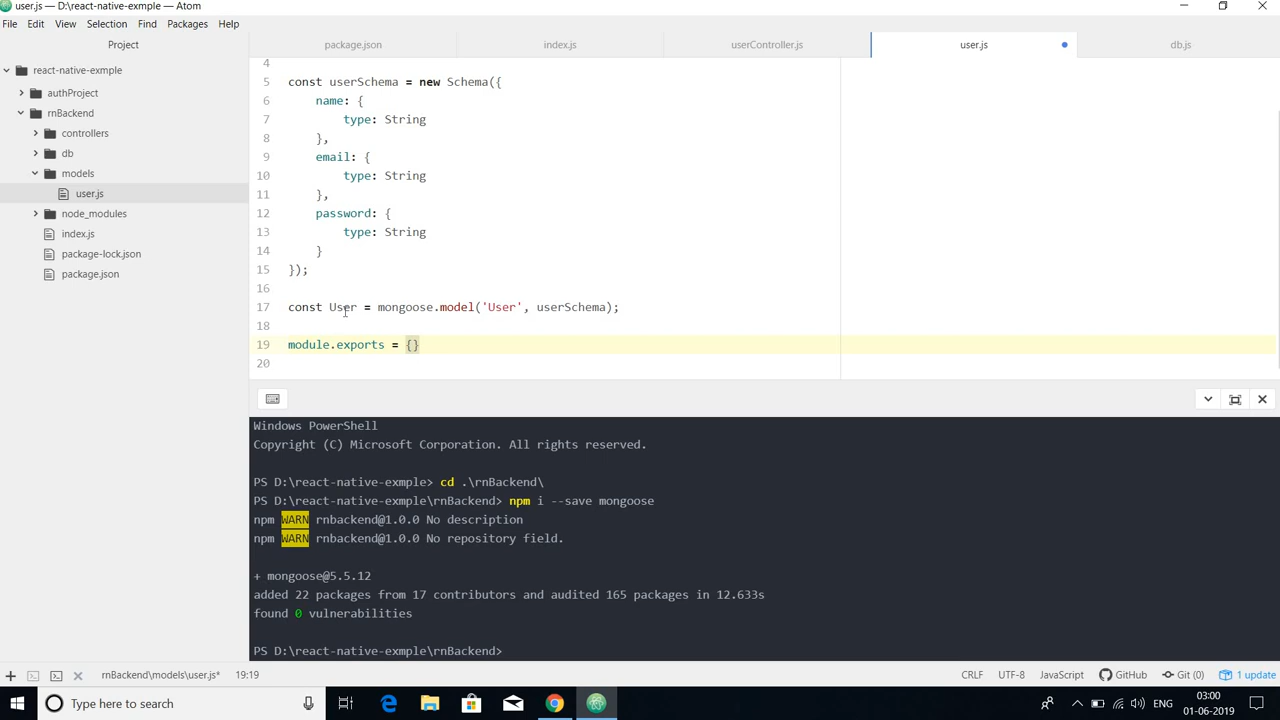 user.js — D:\react-native-exmple — Atom
File Edit View Selection Find Packages Help
Project
package.json index.js userController.js user.js db.js
react-native-exmple
authProject
rnBackend
controllers
db
models
user.js
node_modules
index.js
package-lock.json
package.json
4
5 const userSchema = new Schema({
6 name: {
7 type: String
8 },
9 email: {
10 type: String
11 },
12 password: {
13 type: String
14 }
15 });
16
17 const User = mongoose.model('User', userSchema);
18
19 module.exports = {}
20
Windows PowerShell
Copyright (C) Microsoft Corporation. All rights reserved.
PS D:\react-native-exmple> cd .\rnBackend\
PS D:\react-native-exmple\rnBackend> npm i --save mongoose
npm WARN rnbackend@1.0.0 No description
npm WARN rnbackend@1.0.0 No repository field.
+ mongoose@5.5.12
added 22 packages from 17 contributors and audited 165 packages in 12.633s
found 0 vulnerabilities
PS D:\react-native-exmple\rnBackend>
rnBackend\models\user.js* 19:19 CRLF UTF-8 JavaScript GitHub Git (0) 1 update
Type here to search
ENG
03:00
01-06-2019